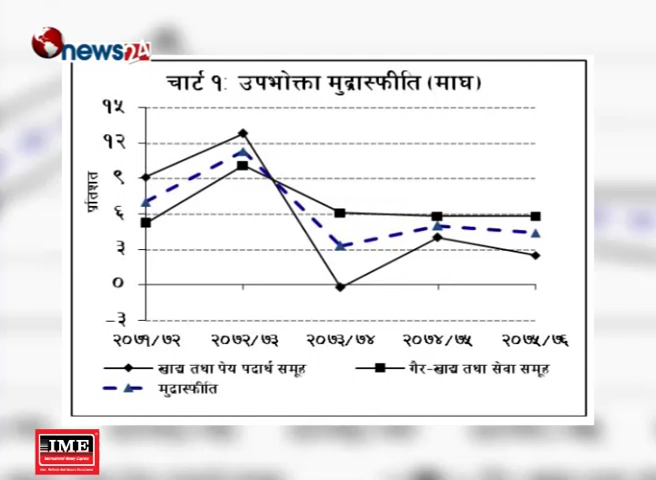 news24
चार्ट १: उपभोक्ता मुद्रास्फीति (माघ)
प्रतिशत
१५
१२
९
६
३
०
-३
२०७१/७२ २०७२/७३ २०७३/७४ २०७४/७५ २०७५/७६
खाद्य तथा पेय पदार्थ समूह गैर-खाद्य तथा सेवा समूह
मुद्रास्फीति
IME